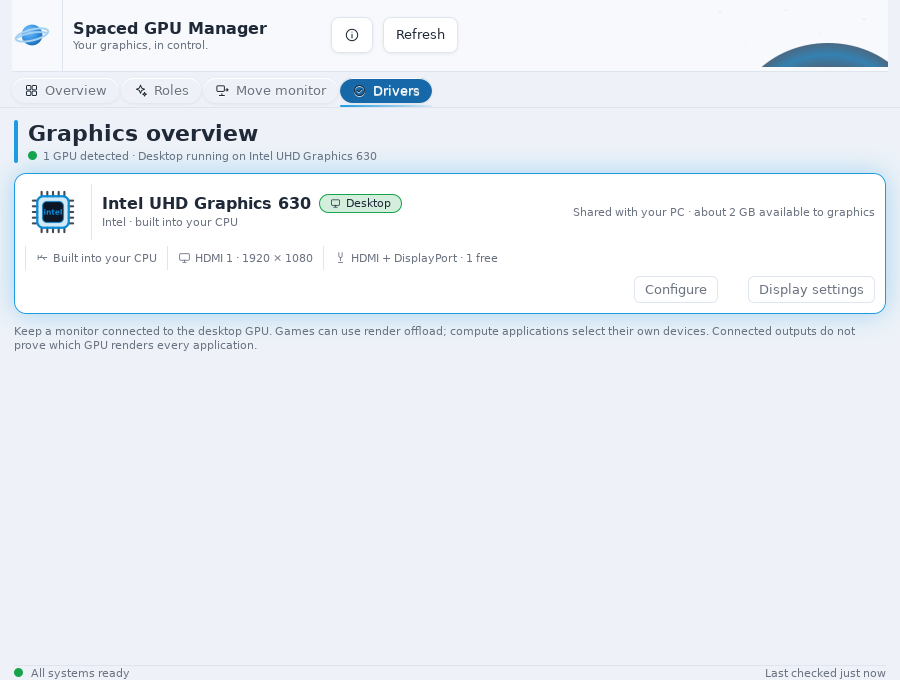 Spaced GPU Manager
Your graphics, in control.
Refresh
Overview
Roles
Move monitor
Drivers
Graphics overview
1 GPU detected · Desktop running on Intel UHD Graphics 630
intel
Intel UHD Graphics 630
Desktop
Intel · built into your CPU
Shared with your PC · about 2 GB available to graphics
Built into your CPU
HDMI 1 · 1920 × 1080
HDMI + DisplayPort · 1 free
Configure
Display settings
Keep a monitor connected to the desktop GPU. Games can use render offload; compute applications select their own devices. Connected outputs do not
prove which GPU renders every application.
All systems ready
Last checked just now